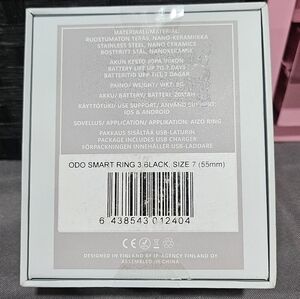 MATERIAALI/MATERIAL:
RUOSTUMATON TERÄS, NANO-KERAMIIKKA
STAINLESS STEEL, NANO CERAMICS
ROSTFRITT STÅL, NANOKERAMIK
AKUN KESTO JOPA VIIKON
BATTERY LIFE UP TO 7 DAYS
BATTERITID UPP TILL 7 DAGAR
PAINO/ WEIGHT/ VIKT:
AKKU/ BATTERY/ BATTERI: 20MAH
KÄYTTÖTUKI/ USE SUPPORT/ ANVÄND SUPPORT:
IOS & ANDROID
SOVELLUS/ APPLICATION/ APPLIKATION: AIZO RING
PAKKAUS SISÄLTÄÄ USB-LATURIN
PACKAGE INCLUDES USB CHARGER
FÖRPACKNINGEN INNEHÅLLER USB-LADDARE
ODO SMART RING 3 BLACK, SIZE 7 (55mm)
6 438543 012404
DESIGNED IN FINLAND BY IP-AGENCY FINLAND OY
ASSEMBLED IN CHINA